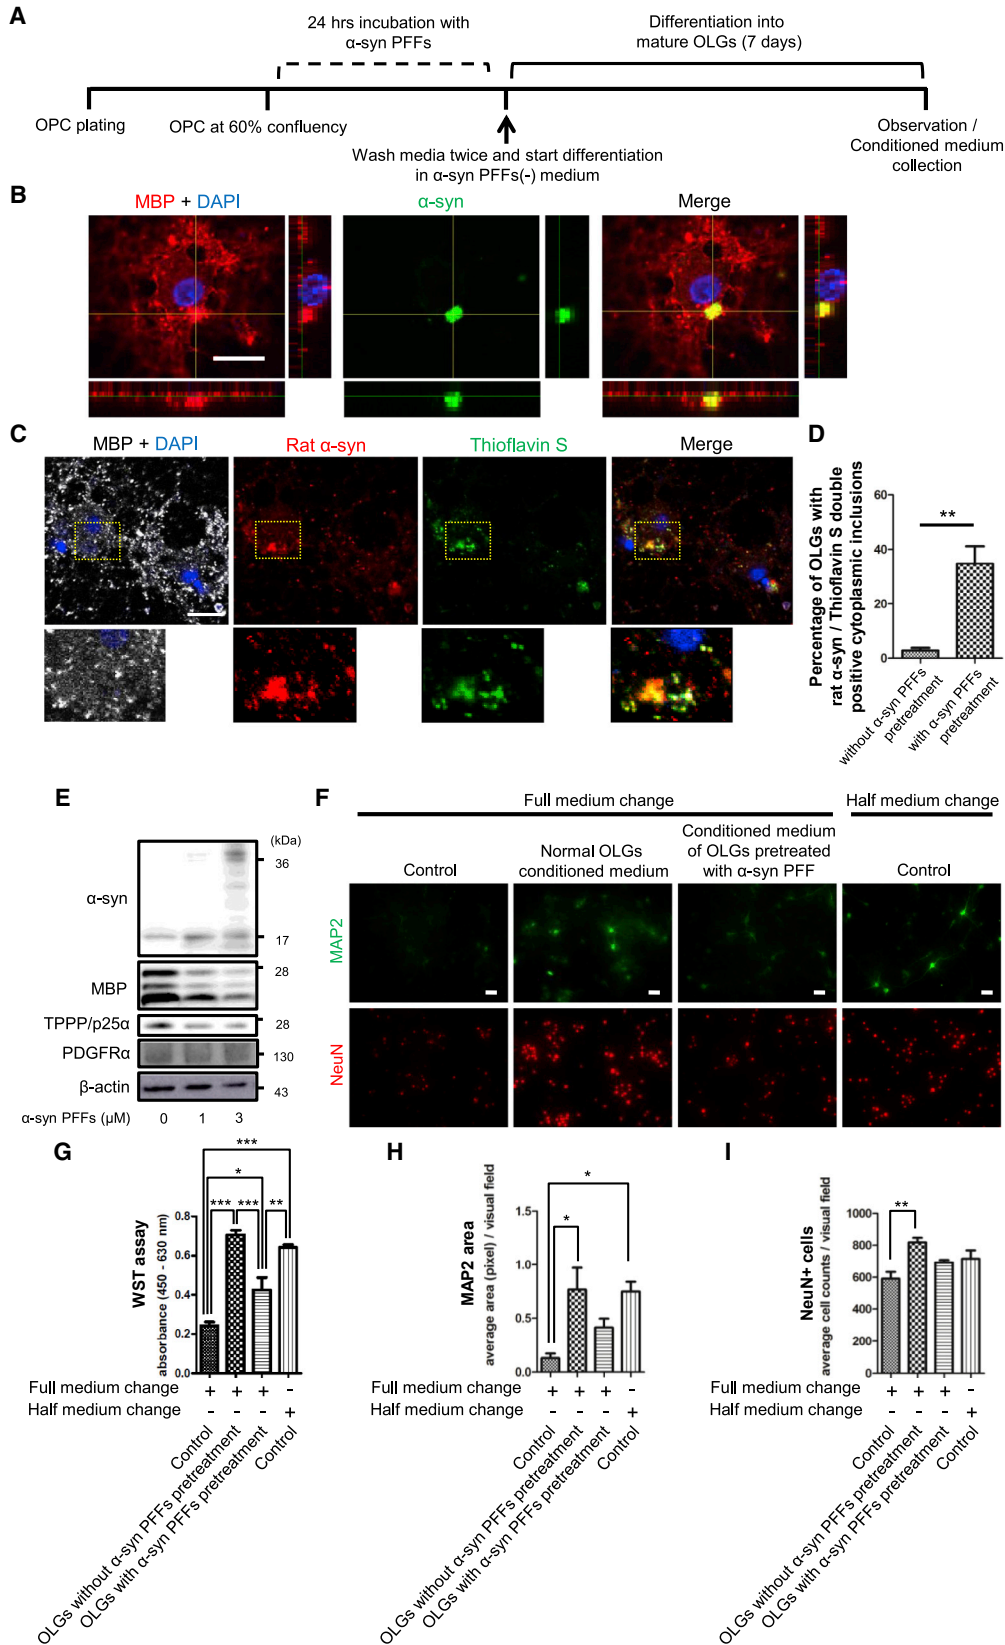 A
24 hrs incubation with
α-syn PFFs
Differentiation into
mature OLGs (7 days)
OPC plating
OPC at 60% confluency
Wash media twice and start differentiation
in α-syn PFFs(-) medium
Observation /
Conditioned medium
collection
B
MBP + DAPI
α-syn
Merge
C
MBP + DAPI
Rat α-syn
Thioflavin S
Merge
D
Percentage of OLGs with
rat α-syn / Thioflavin S double
positive cytoplasmic inclusions
60
40
20
0
**
without α-syn PFFs
pretreatment
with α-syn PFFs
pretreatment
E
(kDa)
α-syn
36
17
MBP
28
TPPP/p25α
28
PDGFRα
130
β-actin
43
α-syn PFFs (μM) 0 1 3
F
Full medium change
Half medium change
Control
Normal OLGs
conditioned medium
Conditioned medium
of OLGs pretreated
with α-syn PFF
Control
MAP2
NeuN
G
WST assay
absorbance (450 - 630 nm)
0.8
0.6
0.4
0.2
0.0
***
*
*** *** **
Full medium change + + + -
Half medium change - - - +
Control
OLGs without α-syn PFFs pretreatment
OLGs with α-syn PFFs pretreatment
Control
H
MAP2 area
average area (pixel) / visual field
1.5
1.0
0.5
0.0
*
*
Full medium change + + + -
Half medium change - - - +
Control
OLGs without α-syn PFFs pretreatment
OLGs with α-syn PFFs pretreatment
Control
I
NeuN+ cells
average cell counts / visual field
1000
800
600
400
200
0
**
Full medium change + + + -
Half medium change - - - +
Control
OLGs without α-syn PFFs pretreatment
OLGs with α-syn PFFs pretreatment
Control